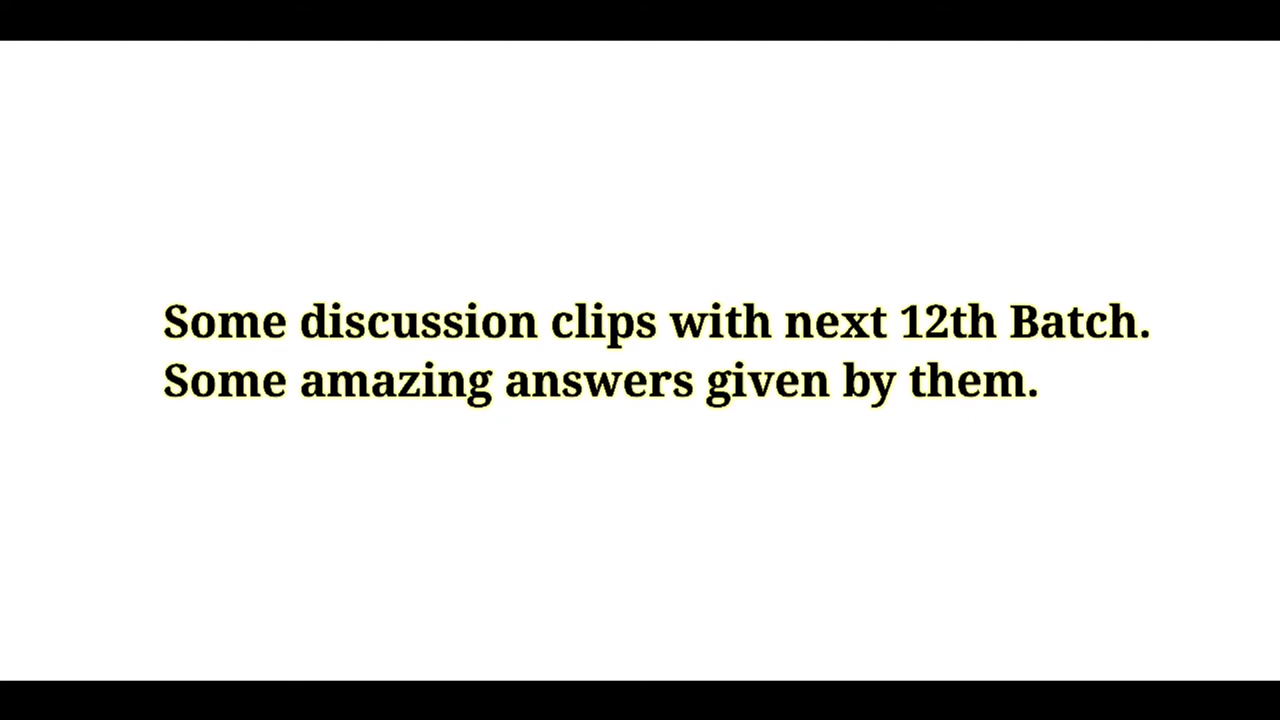 Some discussion clips with next 12th Batch.
Some amazing answers given by them.